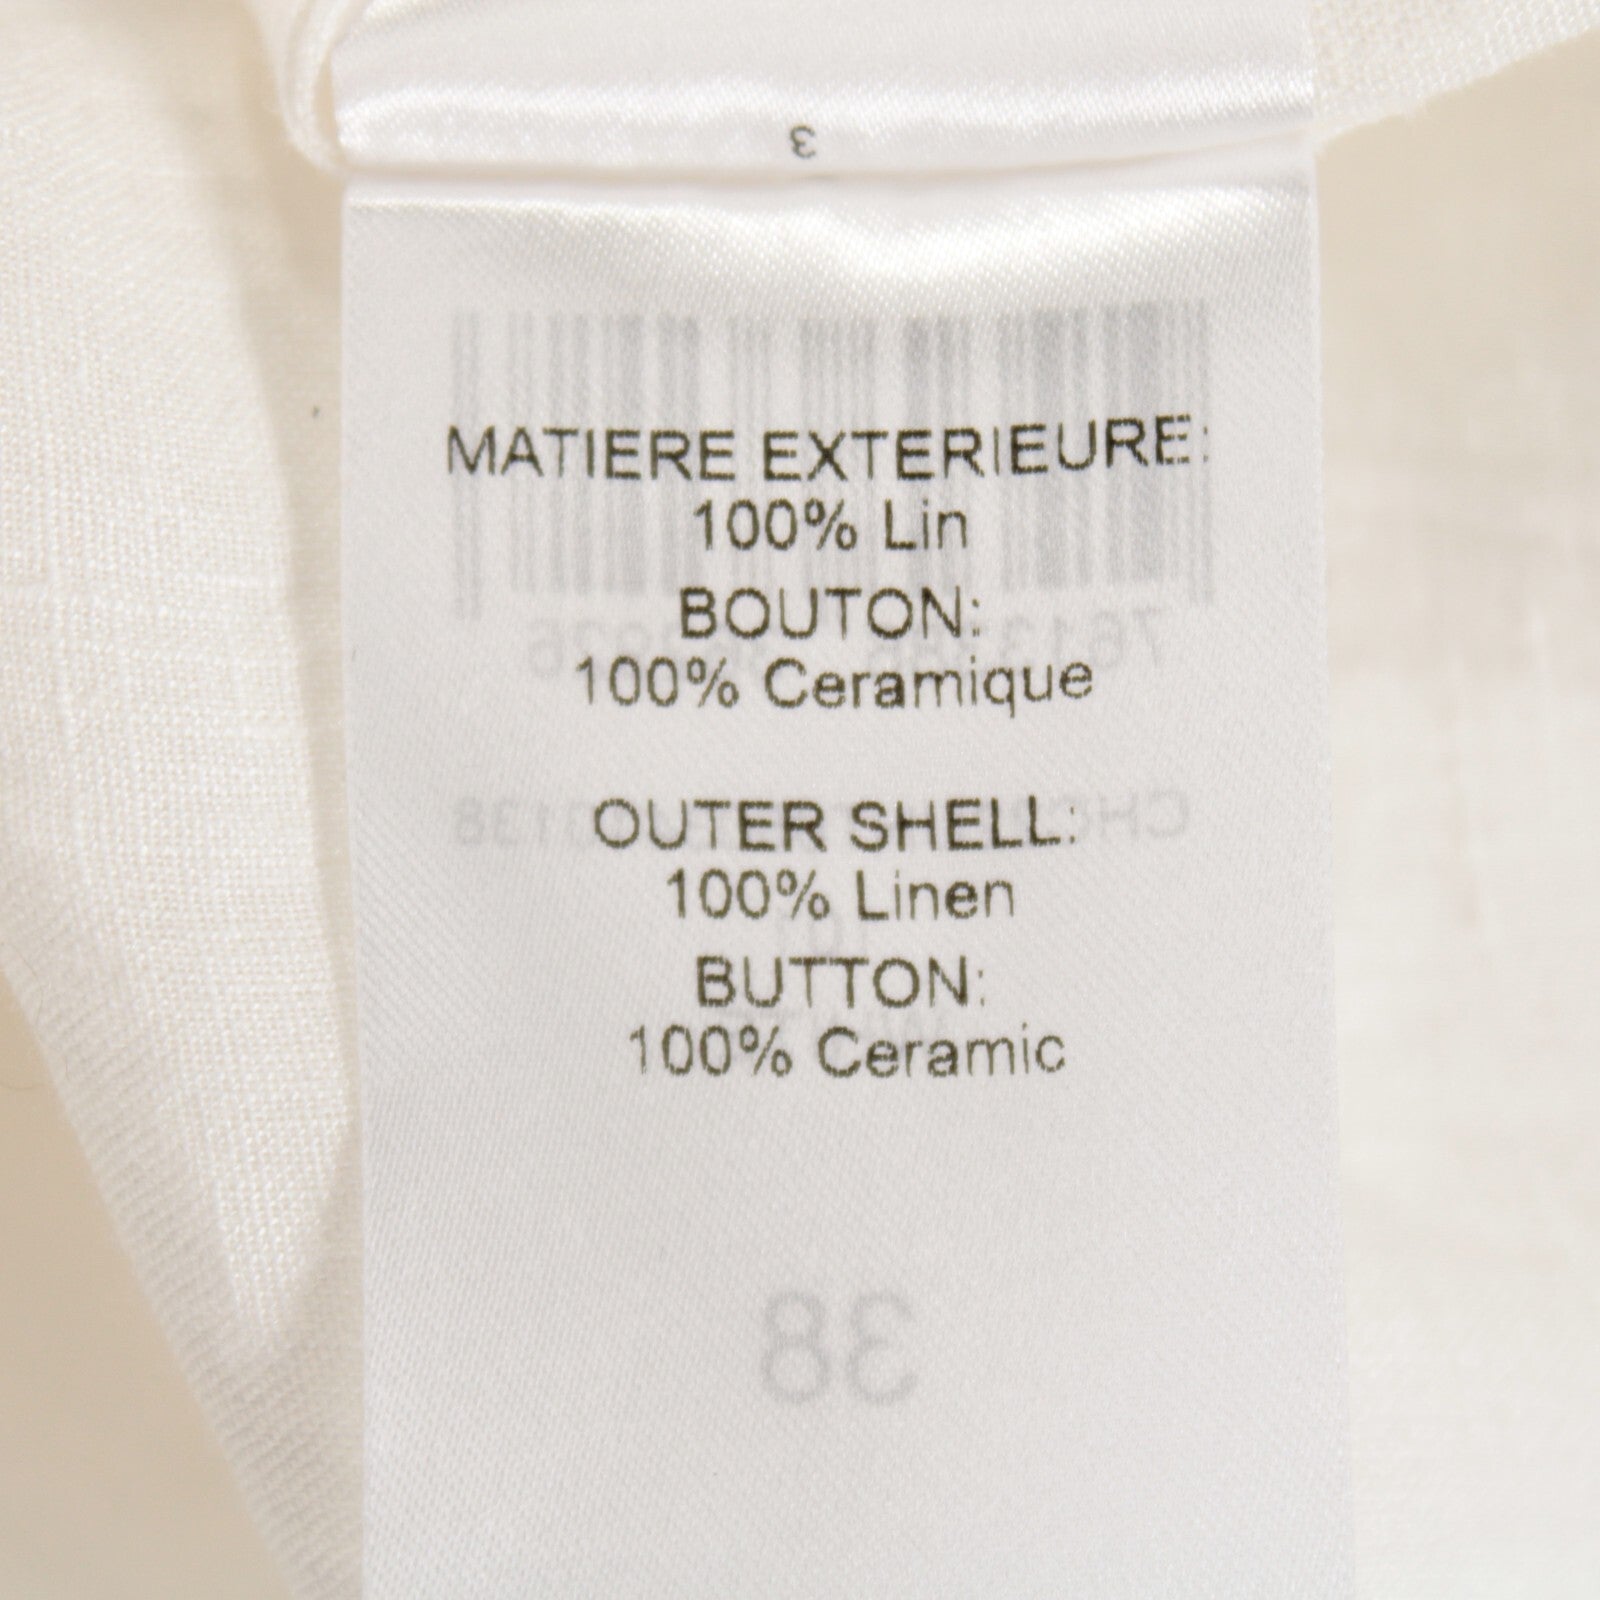 3
MATIERE EXTERIEURE:
100% Lin
BOUTON:
100% Ceramique
OUTER SHELL:
100% Linen
BUTTON:
100% Ceramic
38